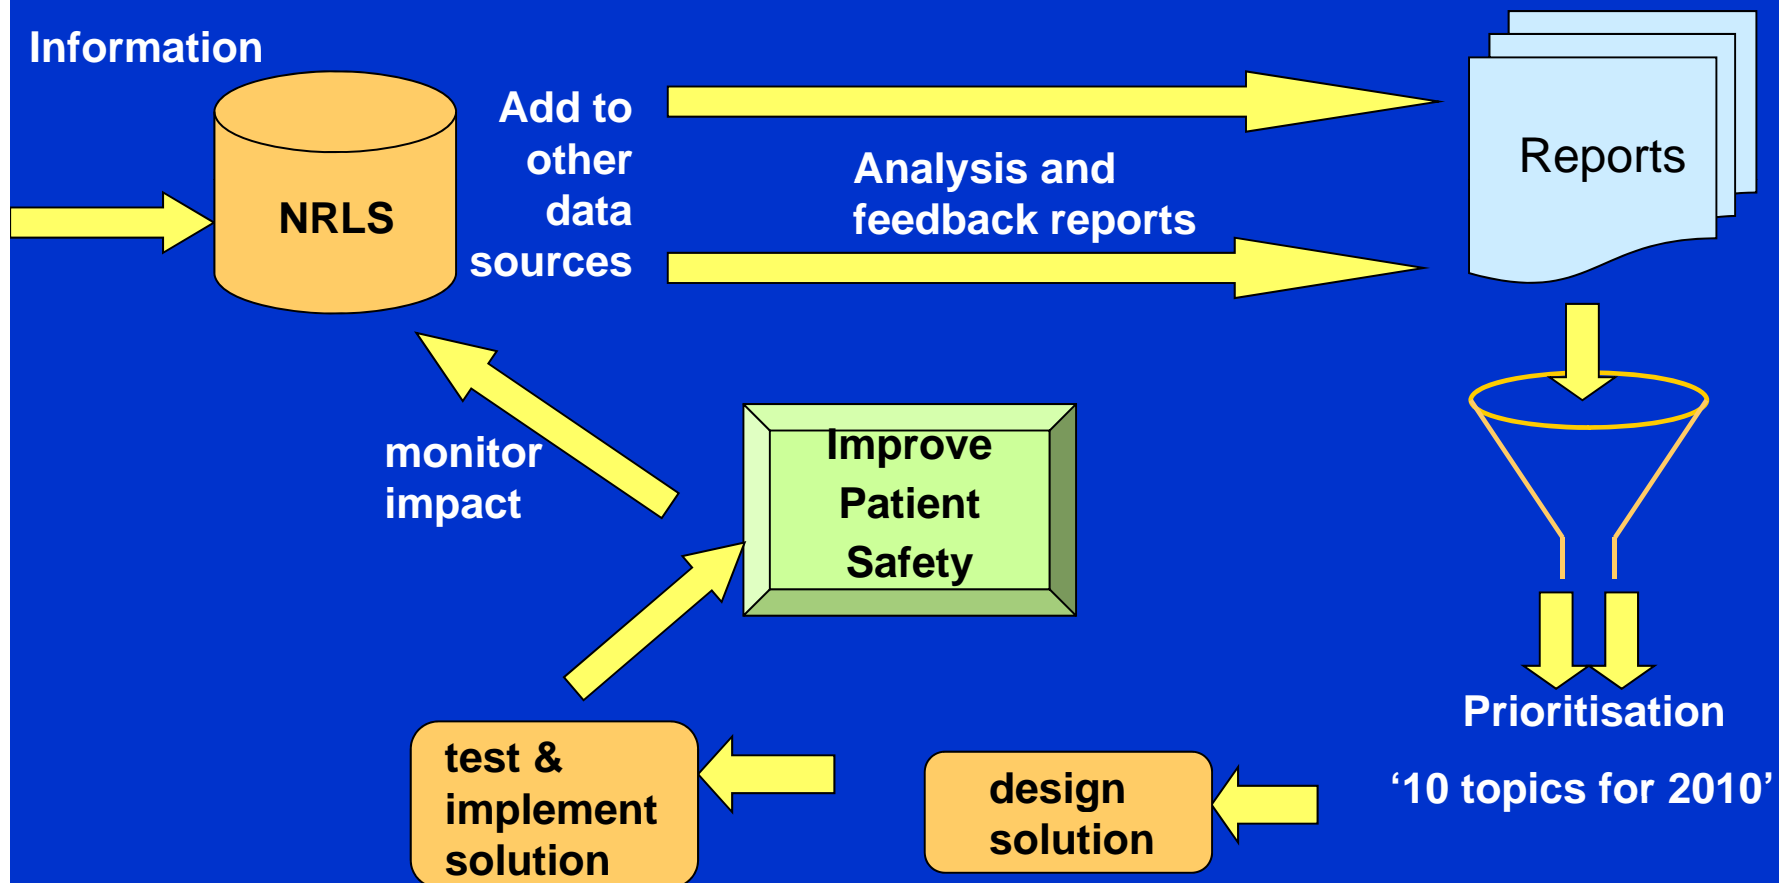 Information
NRLS
Add to
other
data
sources
Analysis and
feedback reports
Reports
monitor
impact
Improve
Patient
Safety
Prioritisation
‘10 topics for 2010’
design
solution
test &
implement
solution